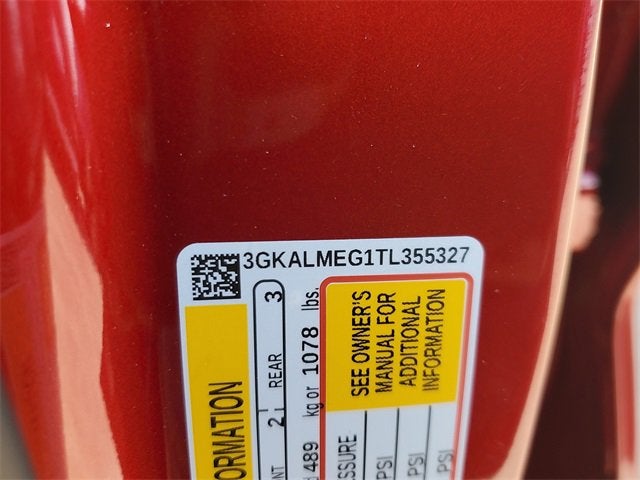 3GKALMEG1TL355327
ORMATION
2 REAR 3
489 kg or 1078 lbs.
SEE OWNER'S
MANUAL FOR
ADDITIONAL
INFORMATION
PSI
PSI
PSI